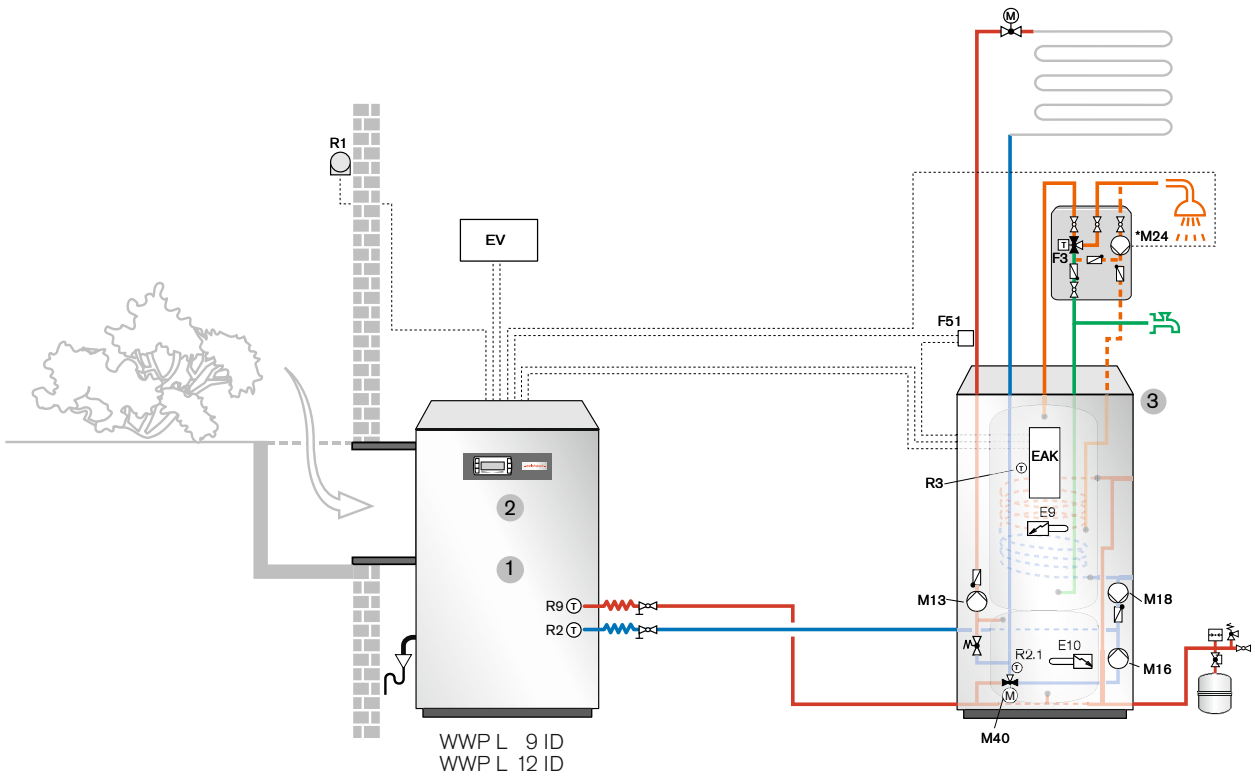 M
R1
*M24
T
F3
EV
F51
3
EAK
R3
T
2
E9
1
M13
M18
R9
T
R2
T
R2.1
T
E10
M16
M
M40
WWP L 9 ID
WWP L 12 ID